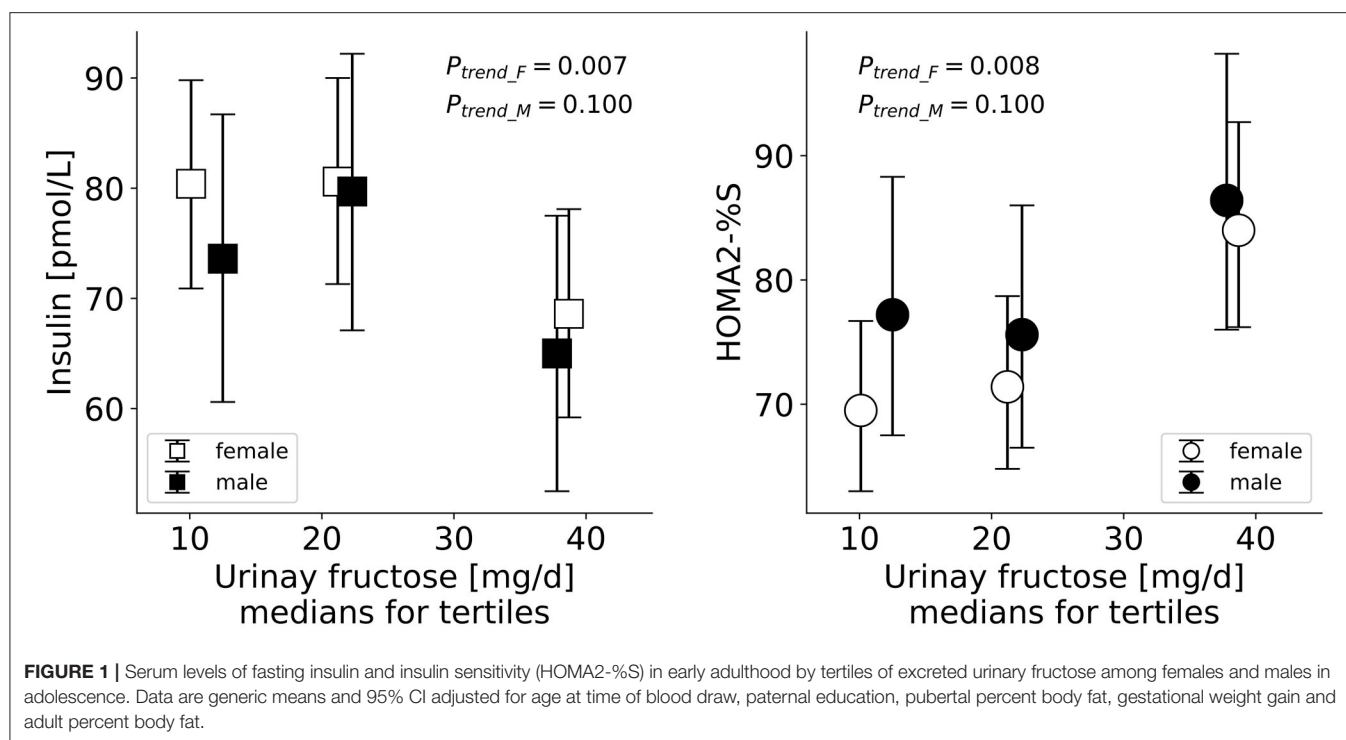 P_trend_F = 0.007
P_trend_M = 0.100
90
80
70
60
Insulin [pmol/L]
female
male
10 20 30 40
Urinay fructose [mg/d]
medians for tertiles
P_trend_F = 0.008
P_trend_M = 0.100
90
80
70
HOMA2-%S
female
male
10 20 30 40
Urinay fructose [mg/d]
medians for tertiles
FIGURE 1 | Serum levels of fasting insulin and insulin sensitivity (HOMA2-%S) in early adulthood by tertiles of excreted urinary fructose among females and males in
adolescence. Data are generic means and 95% CI adjusted for age at time of blood draw, paternal education, pubertal percent body fat, gestational weight gain and
adult percent body fat.